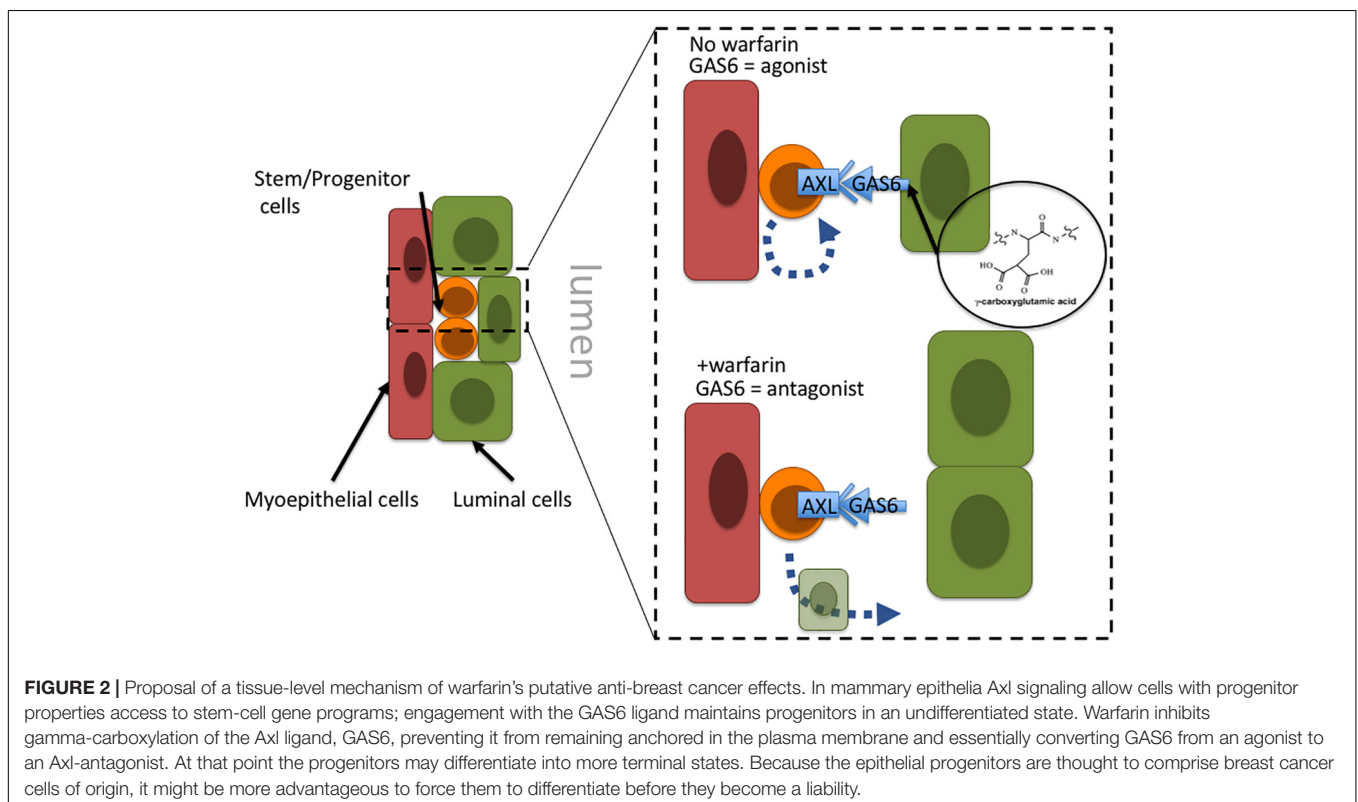 No warfarin
GAS6 = agonist
Stem/Progenitor
cells
AXL
GAS6
lumen
N
O
N
HO
OH
O
O
γ-carboxyglutamic acid
+warfarin
GAS6 = antagonist
Myoepithelial cells
Luminal cells
AXL
GAS6
FIGURE 2 | Proposal of a tissue-level mechanism of warfarin's putative anti-breast cancer effects. In mammary epithelia Axl signaling allow cells with progenitor
properties access to stem-cell gene programs; engagement with the GAS6 ligand maintains progenitors in an undifferentiated state. Warfarin inhibits
gamma-carboxylation of the Axl ligand, GAS6, preventing it from remaining anchored in the plasma membrane and essentially converting GAS6 from an agonist to
an Axl-antagonist. At that point the progenitors may differentiate into more terminal states. Because the epithelial progenitors are thought to comprise breast cancer
cells of origin, it might be more advantageous to force them to differentiate before they become a liability.